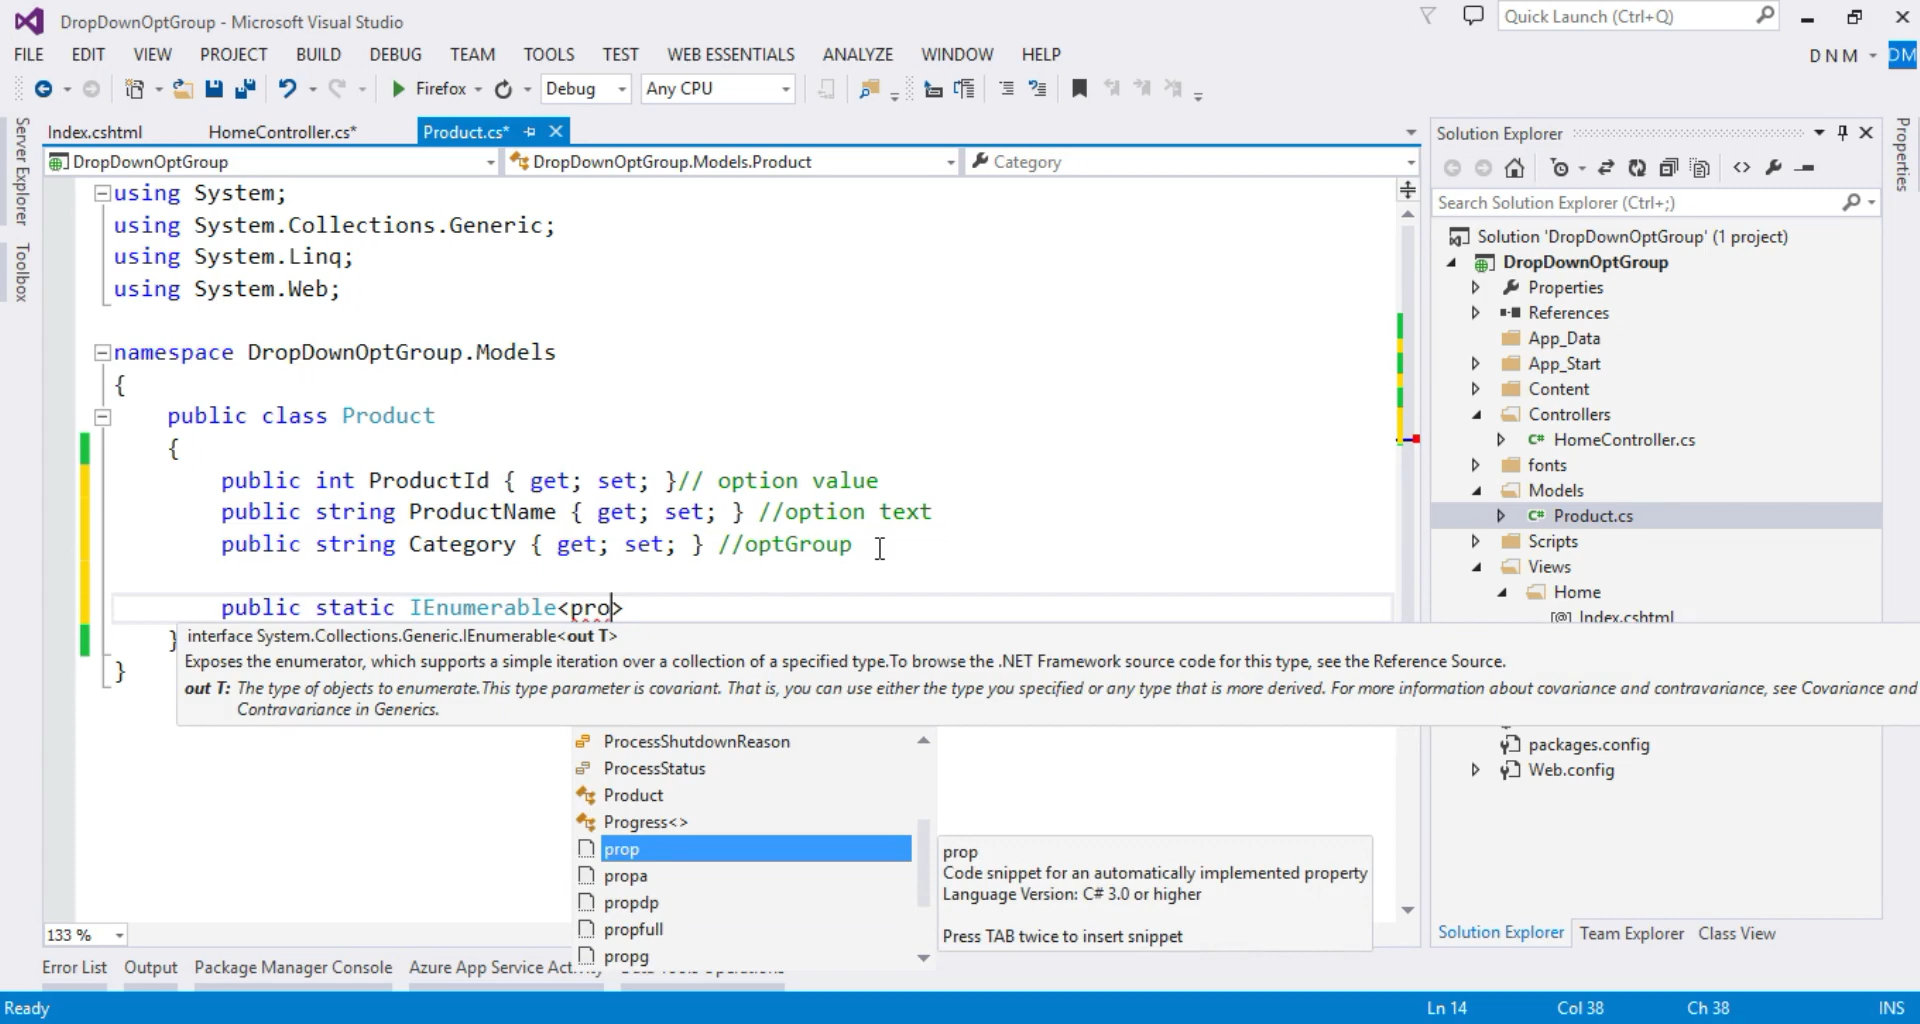 DropDownOptGroup - Microsoft Visual Studio
Quick Launch (Ctrl+Q)
FILE EDIT VIEW PROJECT BUILD DEBUG TEAM TOOLS TEST WEB ESSENTIALS ANALYZE WINDOW HELP
D N M DM
Firefox Debug Any CPU
Server Explorer
Toolbox
Index.cshtml HomeController.cs* Product.cs*
DropDownOptGroup DropDownOptGroup.Models.Product Category
using System;
using System.Collections.Generic;
using System.Linq;
using System.Web;
namespace DropDownOptGroup.Models
{
public class Product
{
public int ProductId { get; set; }// option value
public string ProductName { get; set; } //option text
public string Category { get; set; } //optGroup
public static IEnumerable<pro>
}
}
interface System.Collections.Generic.IEnumerable<out T>
Exposes the enumerator, which supports a simple iteration over a collection of a specified type.To browse the .NET Framework source code for this type, see the Reference Source.
out T: The type of objects to enumerate.This type parameter is covariant. That is, you can use either the type you specified or any type that is more derived. For more information about covariance and contravariance, see Covariance and
Contravariance in Generics.
ProcessShutdownReason
ProcessStatus
Product
Progress<>
prop
propa
propdp
propfull
propg
prop
Code snippet for an automatically implemented property
Language Version: C# 3.0 or higher
Press TAB twice to insert snippet
133 %
Solution Explorer
Search Solution Explorer (Ctrl+;)
Solution 'DropDownOptGroup' (1 project)
DropDownOptGroup
Properties
References
App_Data
App_Start
Content
Controllers
C# HomeController.cs
fonts
Models
C# Product.cs
Scripts
Views
Home
[@] Index.cshtml
packages.config
Web.config
Solution Explorer Team Explorer Class View
Properties
Error List Output Package Manager Console Azure App Service Activity Data Tools Operations
Ready Ln 14 Col 38 Ch 38 INS